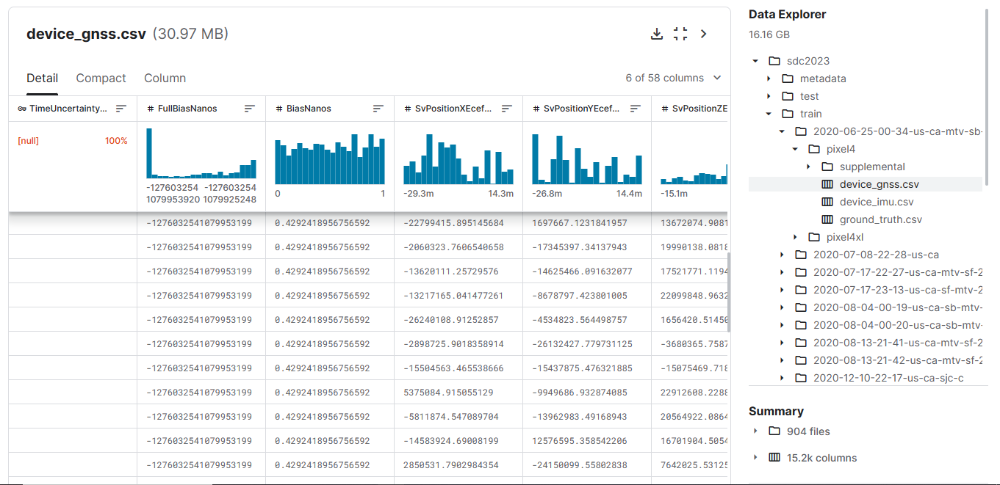 device_gnss.csv (30.97 MB)
Detail Compact Column 6 of 58 columns
TimeUncertainty... # FullBiasNanos # BiasNanos # SvPositionXEcef... # SvPositionYEcef... # SvPositionZE
[null] 100%
-127603254 -127603254 0 1 -29.3m 14.3m -26.8m 14.4m -15.1m
1079953920 1079925248
-1276032541079953199 0.4292418956756592 -22799415.895145684 1697667.1231841957 13672074.9081
-1276032541079953199 0.4292418956756592 -2060323.7606540658 -17345397.34137943 19990138.0818
-1276032541079953199 0.4292418956756592 -13620111.25729576 -14625466.091632077 17521771.1194
-1276032541079953199 0.4292418956756592 -13217165.041477261 -8678797.423801005 22099848.9632
-1276032541079953199 0.4292418956756592 -26240108.91252857 -4534823.564498757 1656420.51450
-1276032541079953199 0.4292418956756592 -2898725.9018358914 -26132427.779731125 -3680365.7587
-1276032541079953199 0.4292418956756592 -15504563.465538666 -15437875.476321885 -15075469.718
-1276032541079953199 0.4292418956756592 5375084.915055129 -9949686.932874085 22912608.2288
-1276032541079953199 0.4292418956756592 -5811874.547089704 -13962983.49168943 20564922.0864
-1276032541079953199 0.4292418956756592 -14583924.69008199 12576595.358542206 16701904.5054
-1276032541079953199 0.4292418956756592 2850531.7902984354 -24150099.55802838 7642025.53125
Data Explorer
16.16 GB
sdc2023
metadata
test
train
2020-06-25-00-34-us-ca-mtv-sb-
pixel4
supplemental
device_gnss.csv
device_imu.csv
ground_truth.csv
pixel4xl
2020-07-08-22-28-us-ca
2020-07-17-22-27-us-ca-mtv-sf-2
2020-07-17-23-13-us-ca-sf-mtv-2
2020-08-04-00-19-us-ca-sb-mtv-
2020-08-04-00-20-us-ca-sb-mtv-
2020-08-13-21-41-us-ca-mtv-sf-2
2020-08-13-21-42-us-ca-mtv-sf-2
2020-12-10-22-17-us-ca-sjc-c
Summary
904 files
15.2k columns